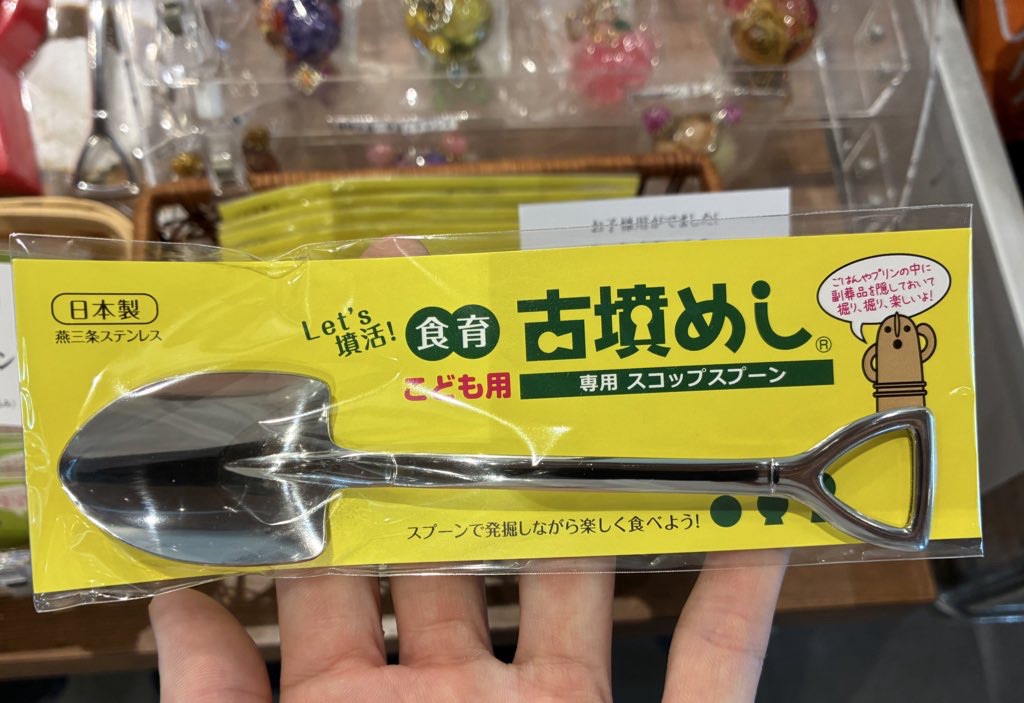 お子様用ができました!
日本製
燕三条ステンレス
Let's
墳活!
食育
古墳めし®
こども用
専用 スコップスプーン
ごはんやプリンの中に
副葬品を隠しておいて
掘り、掘り、楽しいよ!
スプーンで発掘しながら楽しく食べよう!